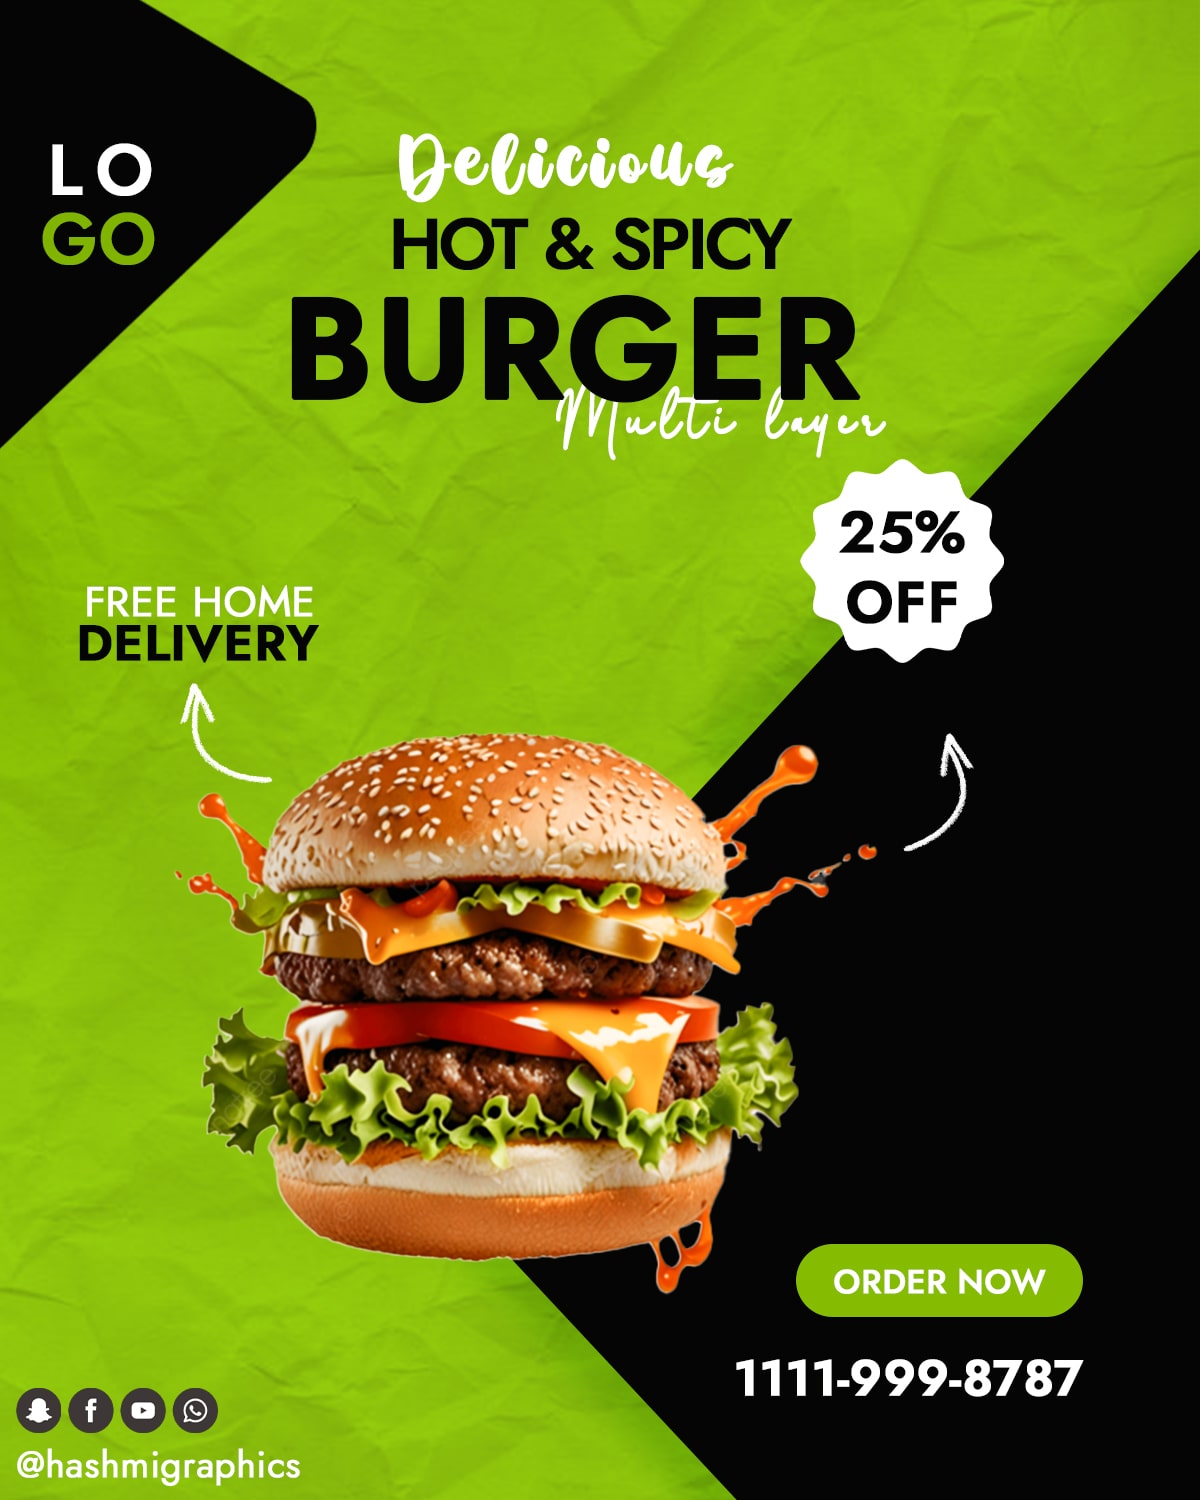 LO
GO
Delicious
HOT & SPICY
BURGER
Multi layer
25%
OFF
FREE HOME
DELIVERY
ORDER NOW
1111-999-8787
@hashmigraphics